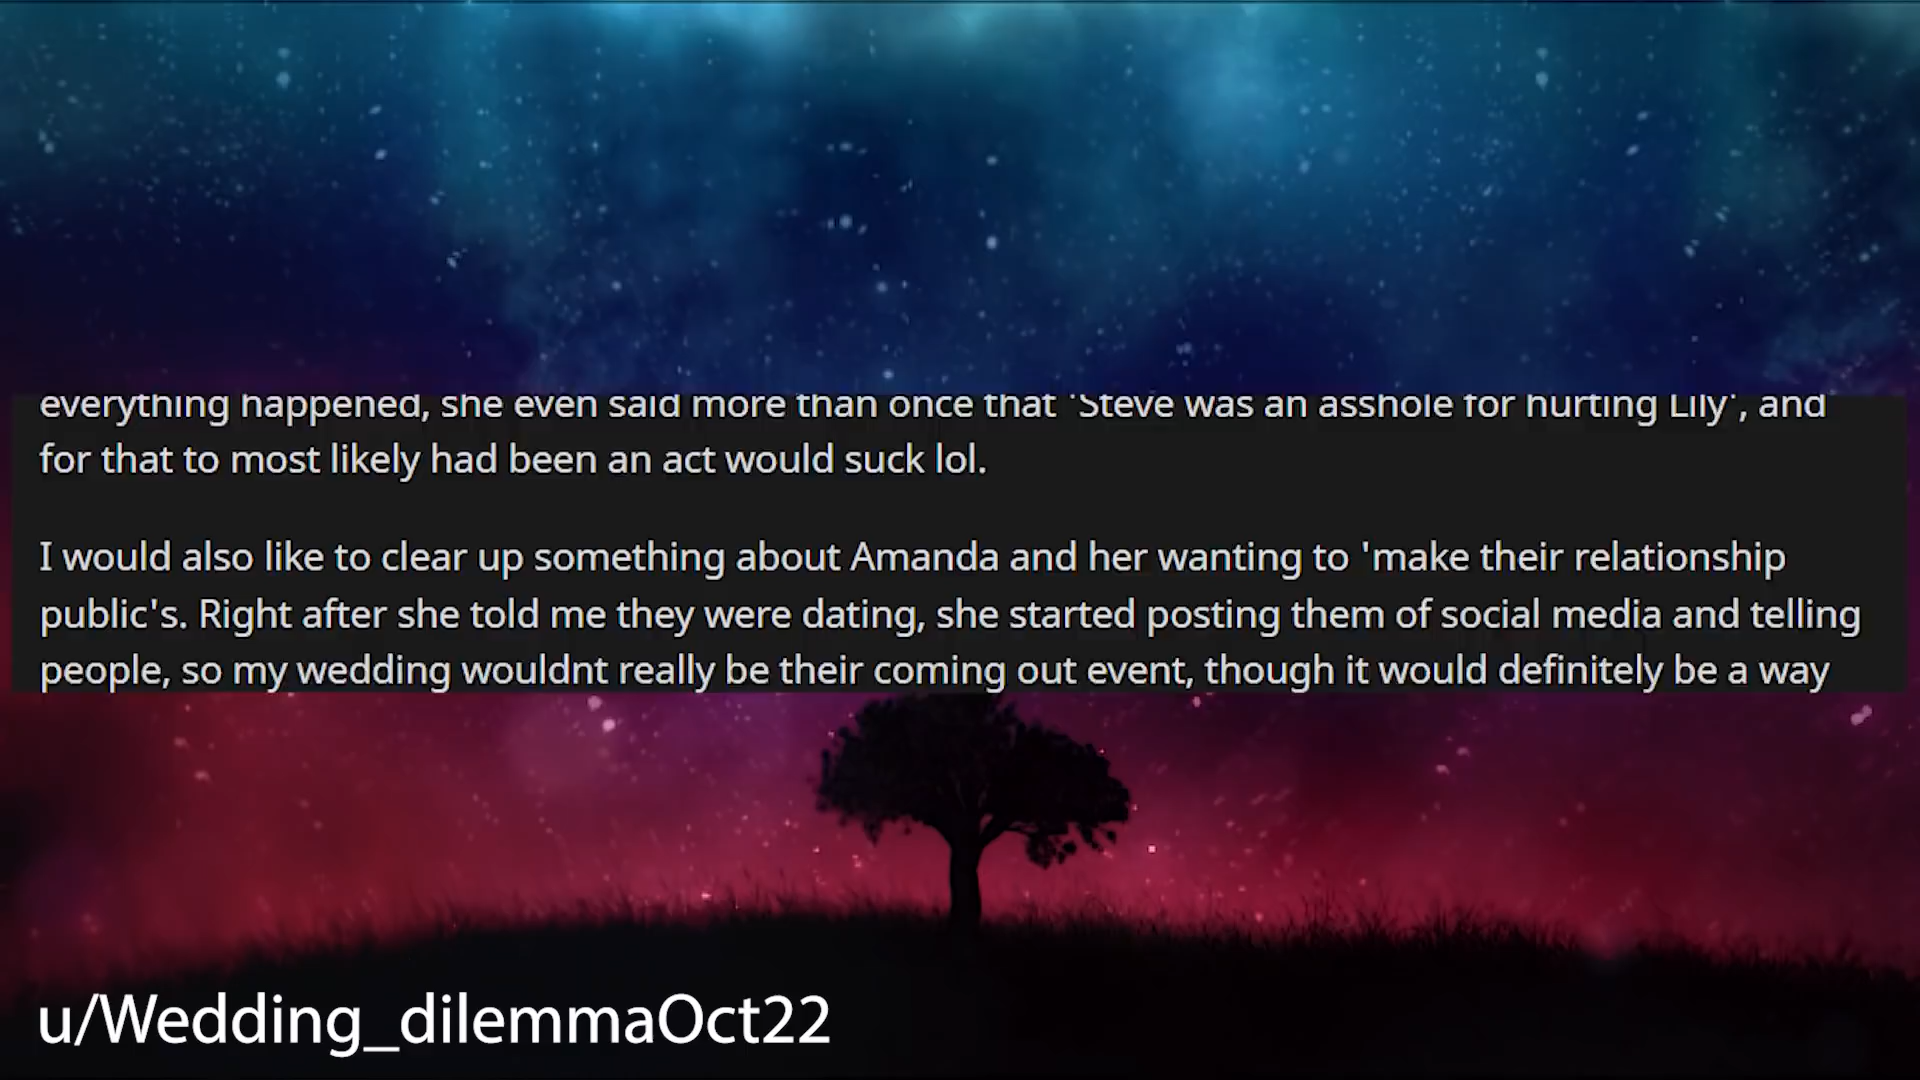 everything happened, she even said more than once that 'Steve was an asshole for hurting Lily', and
for that to most likely had been an act would suck lol.
I would also like to clear up something about Amanda and her wanting to 'make their relationship
public's. Right after she told me they were dating, she started posting them of social media and telling
people, so my wedding wouldnt really be their coming out event, though it would definitely be a way
u/Wedding_dilemmaOct22